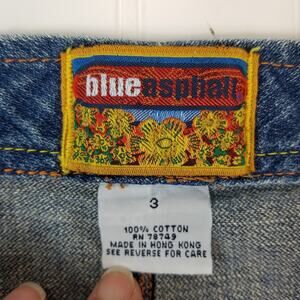 blueasphalt
3
100% COTTON
RN 78749
MADE IN HONG KONG
SEE REVERSE FOR CARE